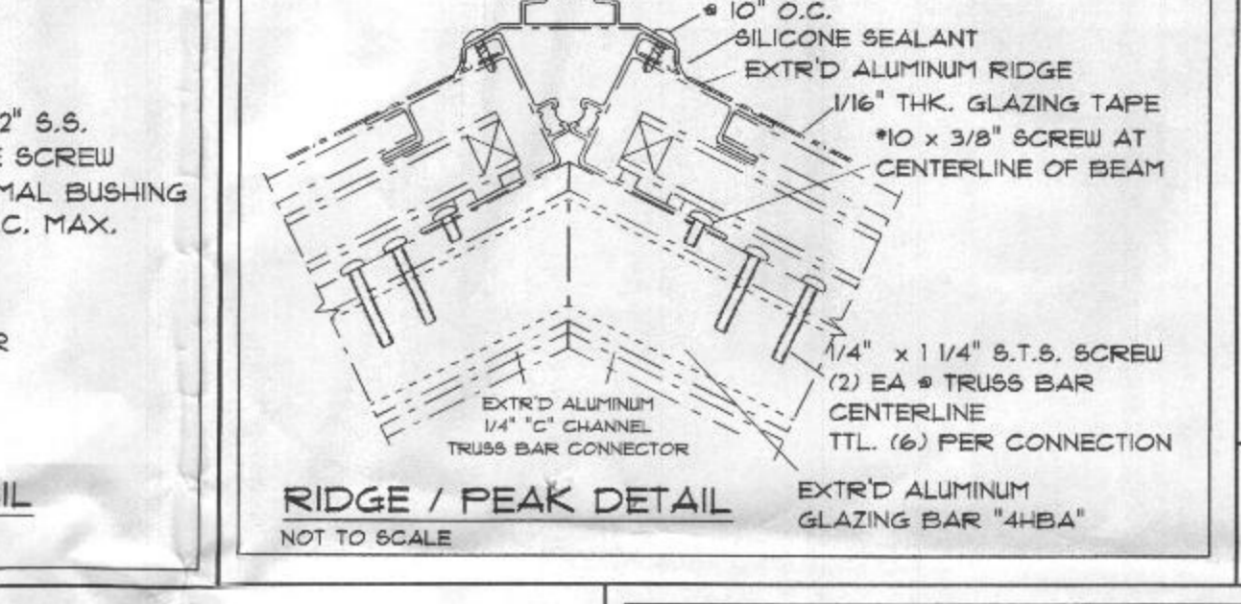 2" S.S.
SCREW
BUSHING
C. MAX.
@ 10" O.C.
SILICONE SEALANT
EXTR'D ALUMINUM RIDGE
1/16" THK. GLAZING TAPE
#10 x 3/8" SCREW AT
CENTERLINE OF BEAM
1/4" x 1 1/4" S.T.S. SCREW
(2) EA @ TRUSS BAR
CENTERLINE
TTL. (6) PER CONNECTION
EXTR'D ALUMINUM
1/4" "C" CHANNEL
TRUSS BAR CONNECTOR
EXTR'D ALUMINUM
GLAZING BAR "4HBA"
RIDGE / PEAK DETAIL
NOT TO SCALE